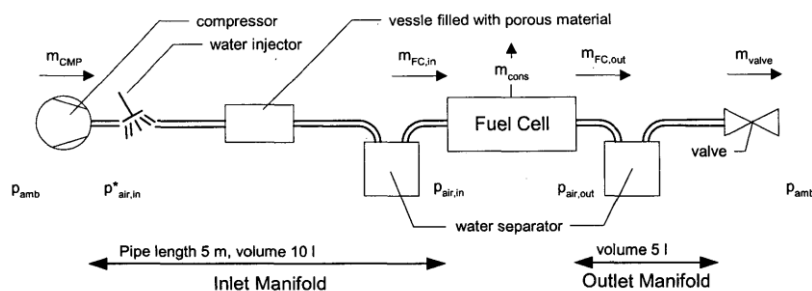 compressor
water injector
vessle filled with porous material
m_CMP
m_FC,in
m_cons
m_FC,out
m_valve
Fuel Cell
valve
p_amb
p*_air,in
p_air,in
p_air,out
p_amt
water separator
Pipe length 5 m, volume 10 l
volume 5 l
Inlet Manifold
Outlet Manifold